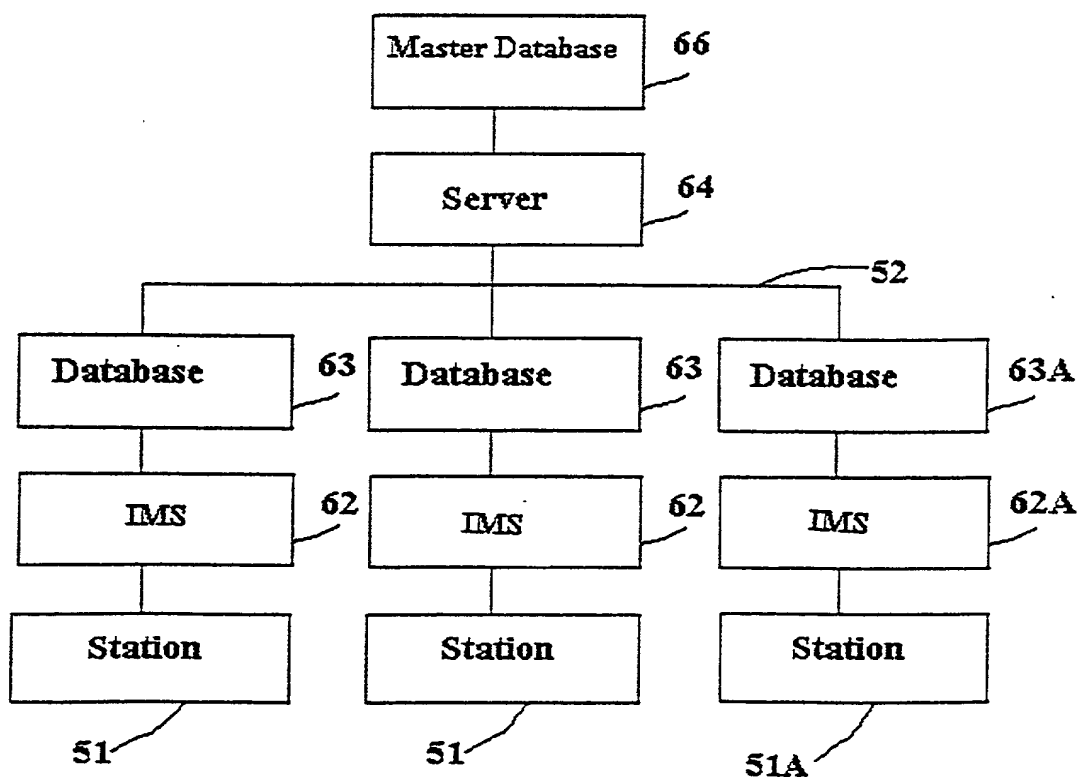 Master Database
66
Server
64
52
Database
63
Database
63
Database
63A
IMS
62
IMS
62
IMS
62A
Station
Station
Station
51
51
51A